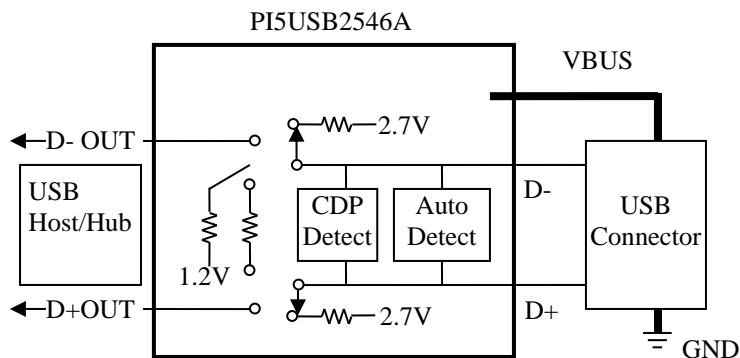 PI5USB2546A
VBUS
2.7V
D- OUT
USB
Host/Hub
CDP
Detect
Auto
Detect
D-
USB
Connector
1.2V
D+OUT
2.7V
D+
GND